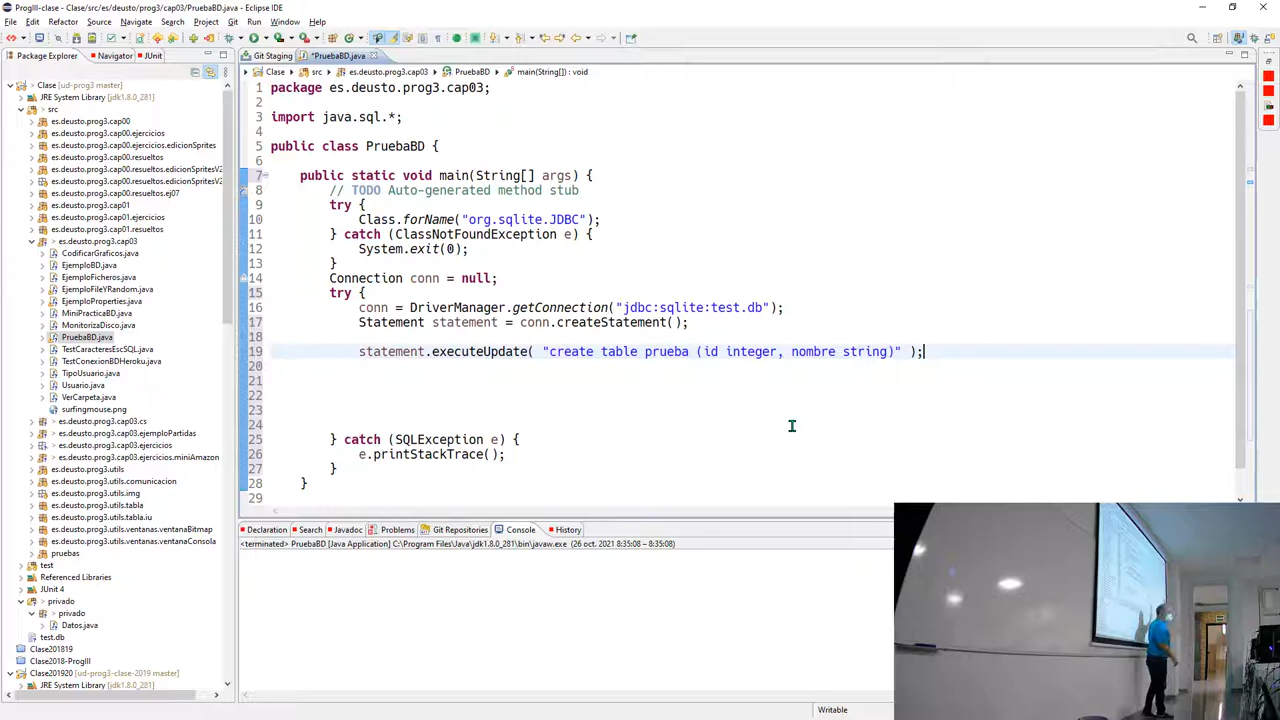 ProgIII-clase - Clase/src/es/deusto/prog3/cap03/PruebaBD.java - Eclipse IDE
File Edit Refactor Source Navigate Search Project Git Run Window Help
Package Explorer Navigator JUnit
Clase [ud-prog3 master]
JRE System Library [jdk1.8.0_281]
src
es.deusto.prog3.cap00
es.deusto.prog3.cap00.ejercicios
es.deusto.prog3.cap00.ejercicios.edicionSprites
es.deusto.prog3.cap00.resueltos
es.deusto.prog3.cap00.resueltos.edicionSpritesV2
es.deusto.prog3.cap00.resueltos.edicionSpritesV2
es.deusto.prog3.cap00.resueltos.ej07
es.deusto.prog3.cap01
es.deusto.prog3.cap01.ejercicios
es.deusto.prog3.cap01.resueltos
> es.deusto.prog3.cap03
CodificarGraficos.java
EjemploBD.java
EjemploFicheros.java
EjemploFileYRandom.java
EjemploProperties.java
MiniPracticaBD.java
MonitorizaDisco.java
PruebaBD.java
TestCaracteresEscSQL.java
TestConexionBDHeroku.java
TipoUsuario.java
Usuario.java
VerCarpeta.java
surfingmouse.png
> es.deusto.prog3.cap03.cs
> es.deusto.prog3.cap03.ejemploPartidas
> es.deusto.prog3.cap03.ejercicios
> es.deusto.prog3.cap03.ejercicios.miniAmazon
es.deusto.prog3.utils
es.deusto.prog3.utils.comunicacion
es.deusto.prog3.utils.img
es.deusto.prog3.utils.tabla
es.deusto.prog3.utils.tabla.iu
es.deusto.prog3.utils.ventanas.ventanaBitmap
es.deusto.prog3.utils.ventanas.ventanaConsola
pruebas
test
Referenced Libraries
JUnit 4
> privado
> privado
Datos.java
test.db
Clase201819
Clase2018-ProgIII
Clase201920 [ud-prog3-clase-2019 master]
JRE System Library [jdk1.8.0_281]
Git Staging *PruebaBD.java
Clase src es.deusto.prog3.cap03 PruebaBD main(String[]) : void
1 package es.deusto.prog3.cap03;
2
3 import java.sql.*;
4
5 public class PruebaBD {
6
7 public static void main(String[] args) {
8 // TODO Auto-generated method stub
9 try {
10 Class.forName("org.sqlite.JDBC");
11 } catch (ClassNotFoundException e) {
12 System.exit(0);
13 }
14 Connection conn = null;
15 try {
16 conn = DriverManager.getConnection("jdbc:sqlite:test.db");
17 Statement statement = conn.createStatement();
18
19 statement.executeUpdate( "create table prueba (id integer, nombre string)" );
20
21
22
23
24
25 } catch (SQLException e) {
26 e.printStackTrace();
27 }
28 }
29
Declaration Search Javadoc Problems Git Repositories Console History
<terminated> PruebaBD [Java Application] C:\Program Files\Java\jdk1.8.0_281\bin\javaw.exe (26 oct. 2021 8:35:08 – 8:35:08)
Writable